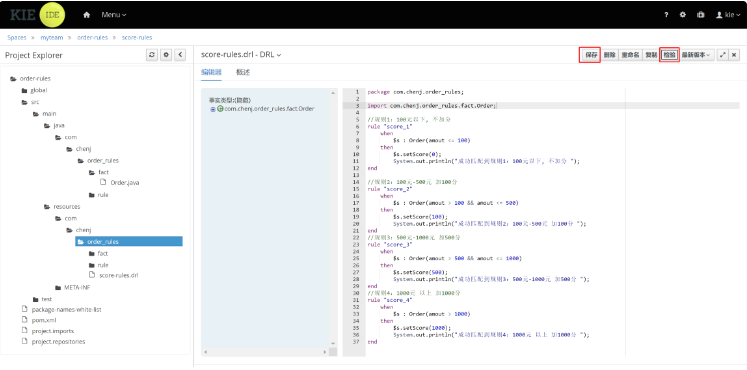 KIE IDE
Menu
? kie
Spaces » myteam » order-rules » score-rules
Project Explorer
order-rules
global
src
main
java
com
chenj
order_rules
fact
Order.java
rule
resources
com
chenj
order_rules
fact
rule
score-rules.drl
META-INF
test
package-names-white-list
pom.xml
project.imports
project.repositories
score-rules.drl - DRL
保存 删除 重命名 复制 检验 最新版本
编辑器 概述
事实类型:(隐藏)
com.chenj.order_rules.fact.Order
1 package com.chenj.order_rules;
2
3 import com.chenj.order_rules.fact.Order;
4
5 //规则1: 100元以下, 不加分
6 rule "score_1"
7 when
8 $s : Order(amout <= 100)
9 then
10 $s.setScore(0);
11 System.out.println("成功匹配到规则1: 100元以下, 不加分 ");
12 end
13
14 //规则2: 100元-500元 加100分
15 rule "score_2"
16 when
17 $s : Order(amout > 100 && amout <= 500)
18 then
19 $s.setScore(100);
20 System.out.println("成功匹配到规则2: 100元-500元 加100分 ");
21 end
22 //规则3: 500元-1000元 加500分
23 rule "score_3"
24 when
25 $s : Order(amout > 500 && amout <= 1000)
26 then
27 $s.setScore(500);
28 System.out.println("成功匹配到规则3: 500元-1000元 加500分 ");
29 end
30 //规则4: 1000元 以上 加1000分
31 rule "score_4"
32 when
33 $s : Order(amout > 1000)
34 then
35 $s.setScore(1000);
36 System.out.println("成功匹配到规则4: 1000元 以上 加1000分 ");
37 end